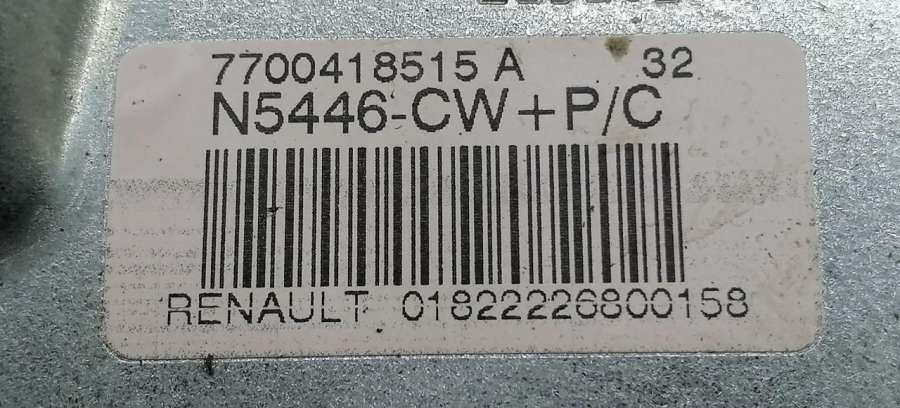 7700418515 A 32
N5446-CW+P/C
RENAULT 01822226800158